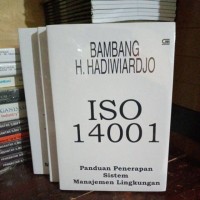 BAMBANG
H. HADIWIARDJO
ISO
14001
Panduan Penerapan
Sistem
Manajemen Lingkungan